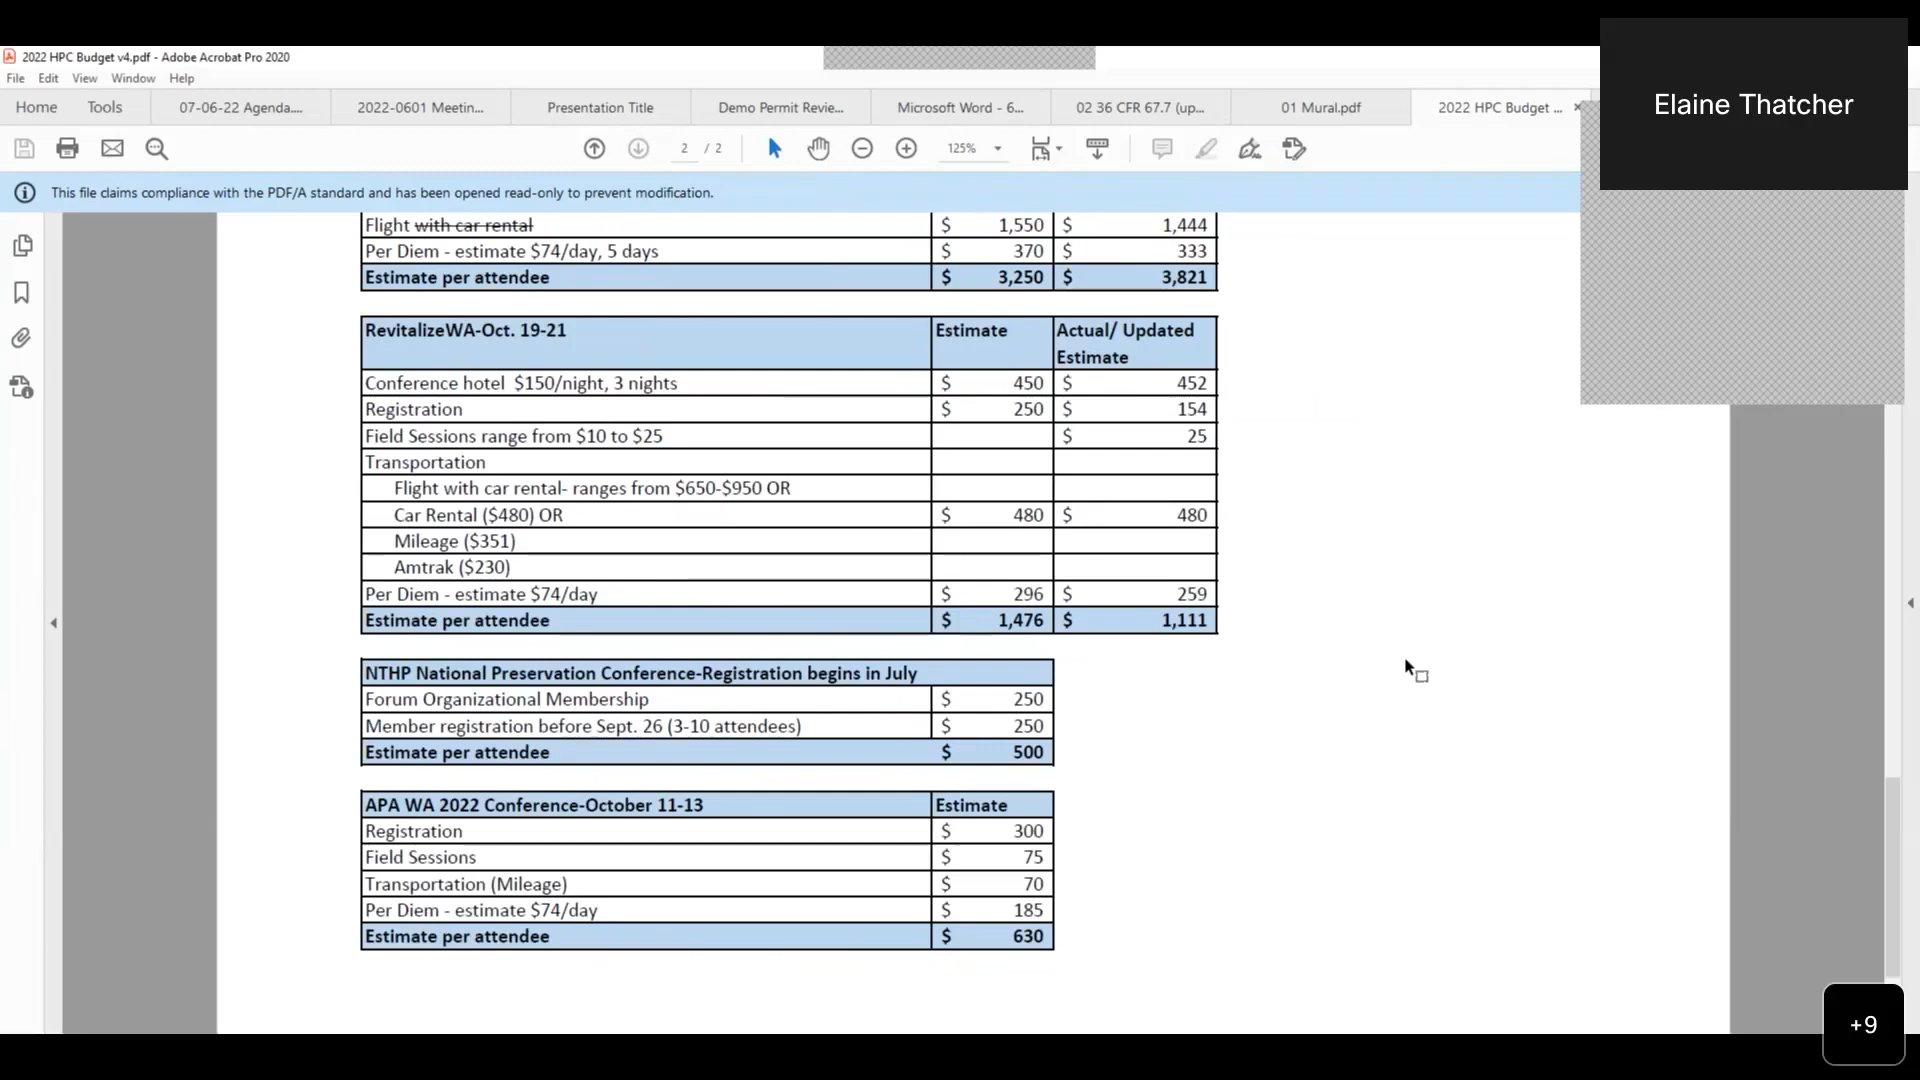 2022 HPC Budget v4.pdf - Adobe Acrobat Pro 2020
File Edit View Window Help
Home Tools 07-06-22 Agenda.... 2022-0601 Meetin... Presentation Title Demo Permit Revie... Microsoft Word - 6... 02 36 CFR 67.7 (up... 01 Mural.pdf 2022 HPC Budget ... ×
Elaine Thatcher
2 / 2 125%
This file claims compliance with the PDF/A standard and has been opened read-only to prevent modification.
Flight with car rental $ 1,550 $ 1,444
Per Diem - estimate $74/day, 5 days $ 370 $ 333
Estimate per attendee $ 3,250 $ 3,821
RevitalizeWA-Oct. 19-21 Estimate Actual/ Updated
Estimate
Conference hotel $150/night, 3 nights $ 450 $ 452
Registration $ 250 $ 154
Field Sessions range from $10 to $25 $ 25
Transportation
Flight with car rental- ranges from $650-$950 OR
Car Rental ($480) OR $ 480 $ 480
Mileage ($351)
Amtrak ($230)
Per Diem - estimate $74/day $ 296 $ 259
Estimate per attendee $ 1,476 $ 1,111
NTHP National Preservation Conference-Registration begins in July
Forum Organizational Membership $ 250
Member registration before Sept. 26 (3-10 attendees) $ 250
Estimate per attendee $ 500
APA WA 2022 Conference-October 11-13 Estimate
Registration $ 300
Field Sessions $ 75
Transportation (Mileage) $ 70
Per Diem - estimate $74/day $ 185
Estimate per attendee $ 630
+9